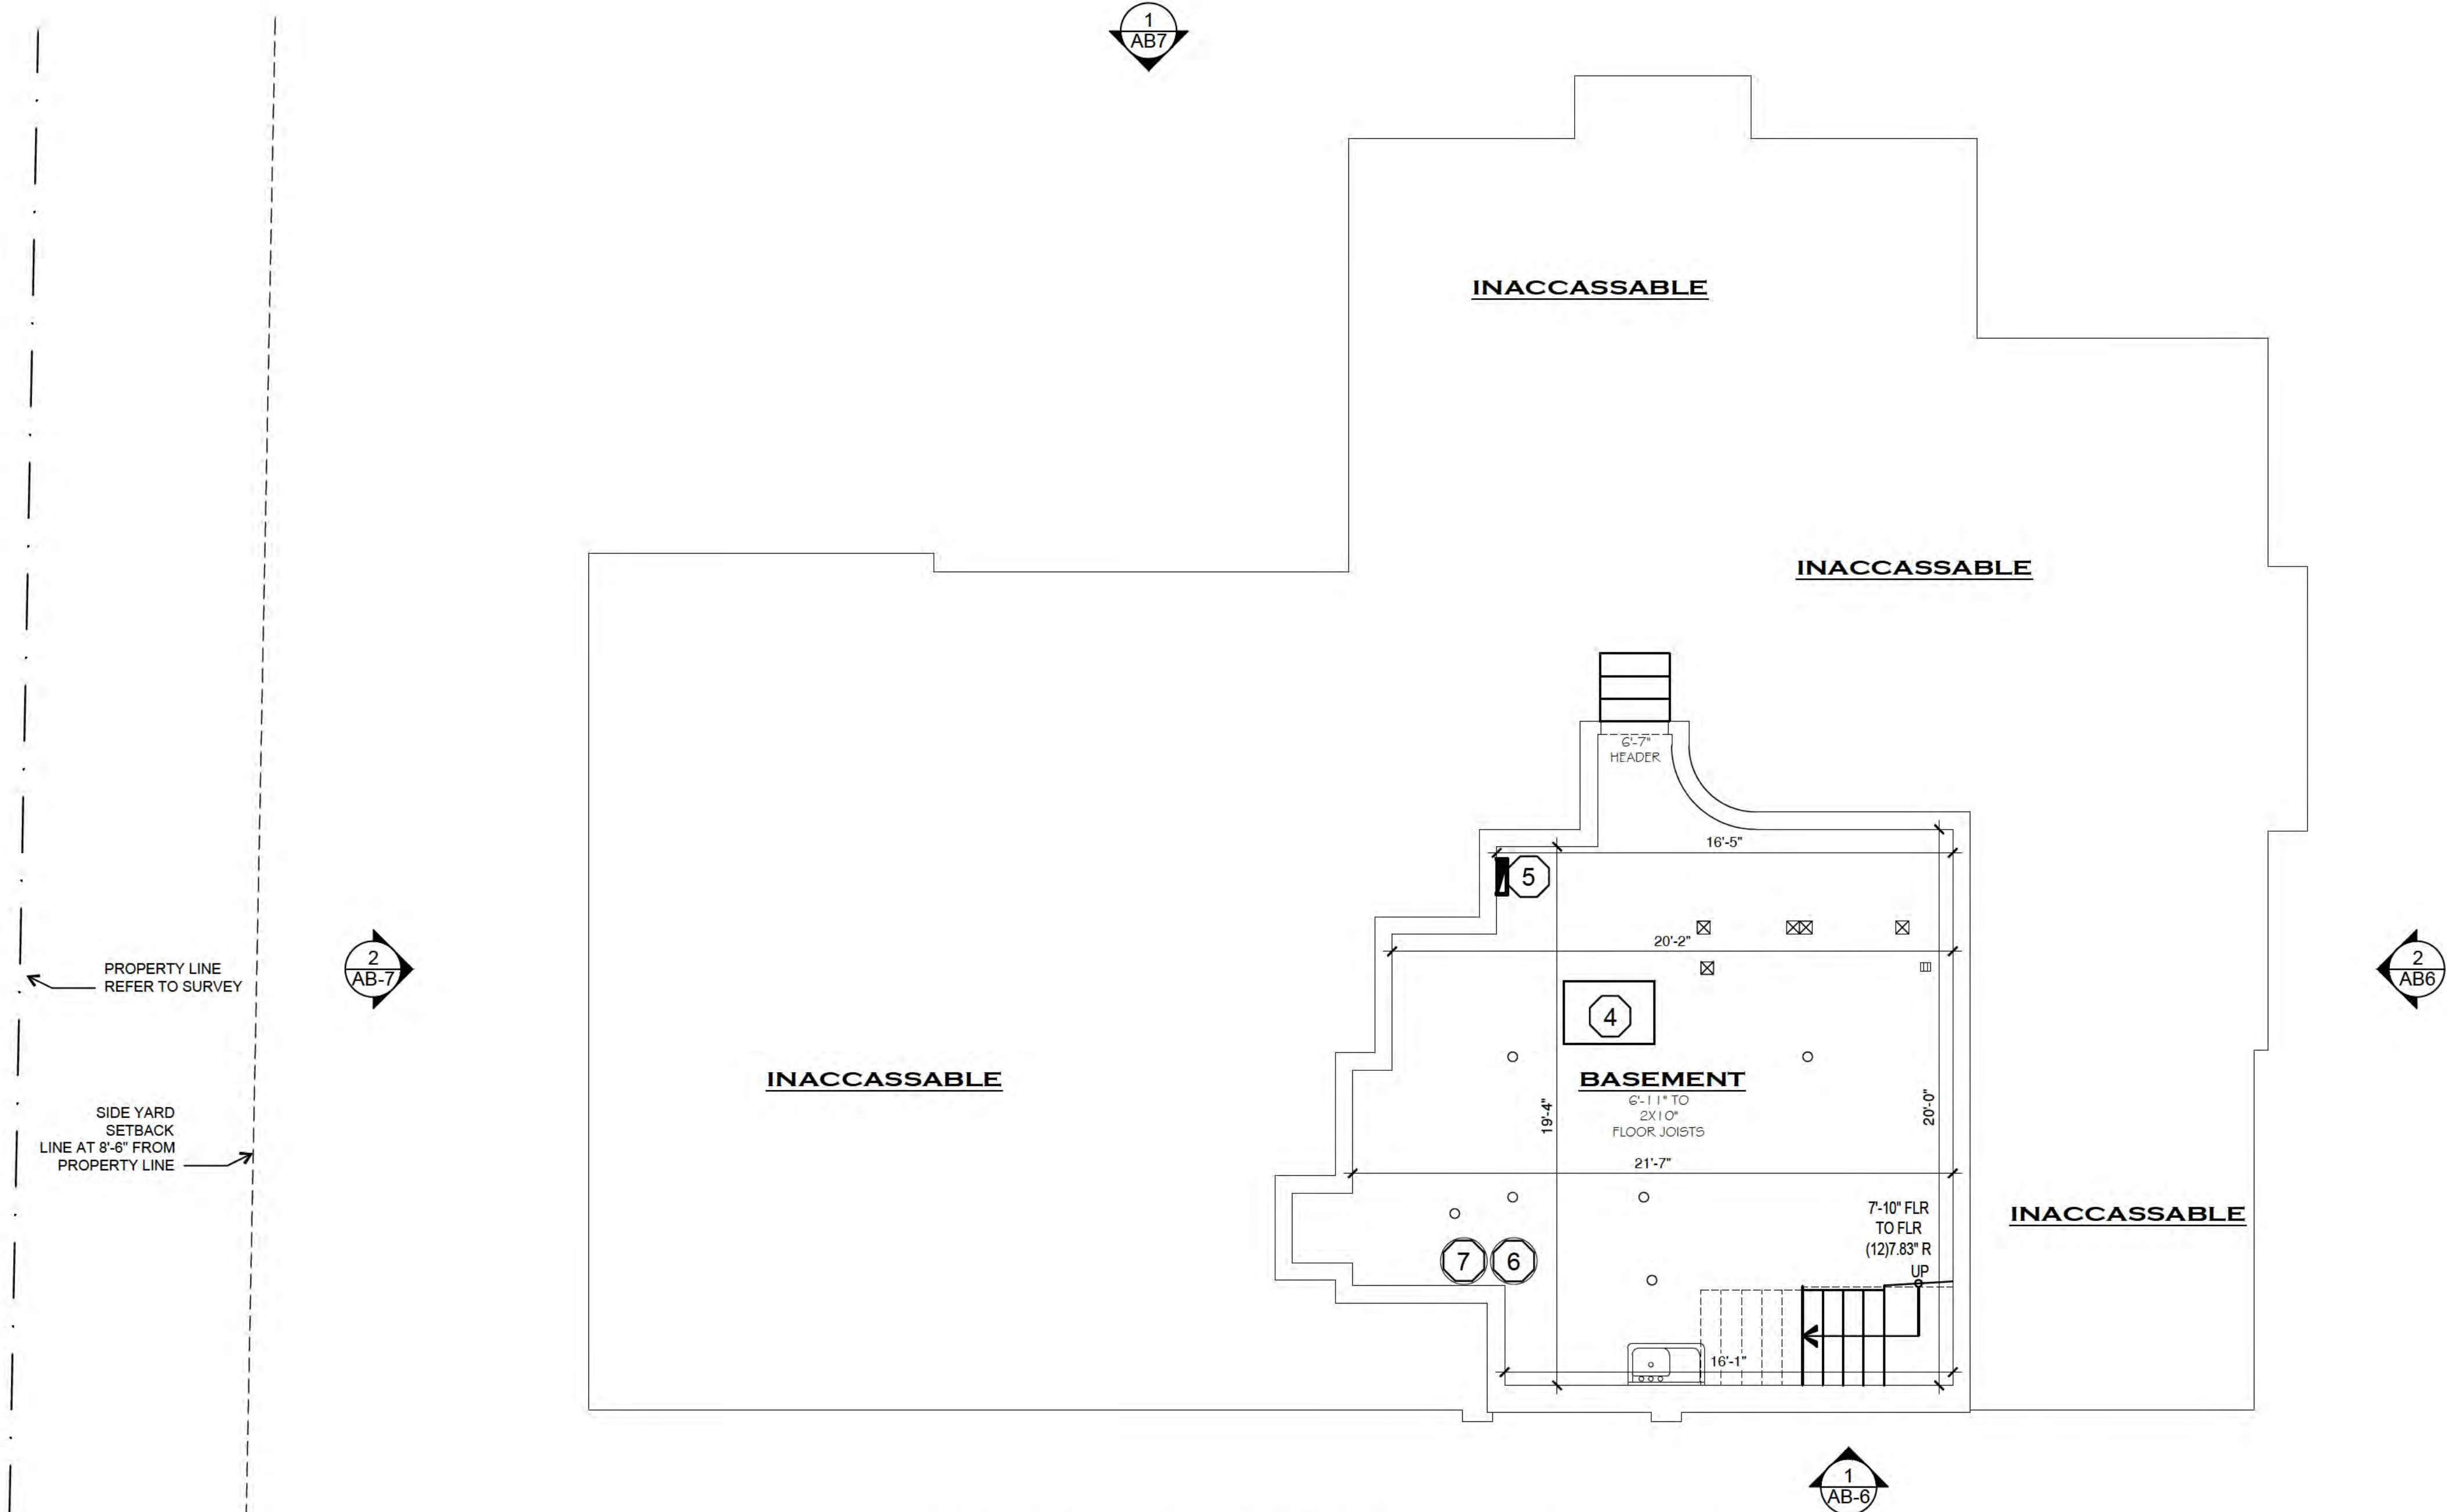 1
AB7
INACCASSABLE
INACCASSABLE
6'-7"
HEADER
16'-5"
5
20'-2"
PROPERTY LINE
REFER TO SURVEY
2
AB-7
2
AB6
4
INACCASSABLE
BASEMENT
6'-11" TO
2X10"
FLOOR JOISTS
19'-4"
20'-0"
SIDE YARD
SETBACK
LINE AT 8'-6" FROM
PROPERTY LINE
21'-7"
7'-10" FLR
TO FLR
(12)7.83" R
UP
INACCASSABLE
7
6
16'-1"
1
AB-6